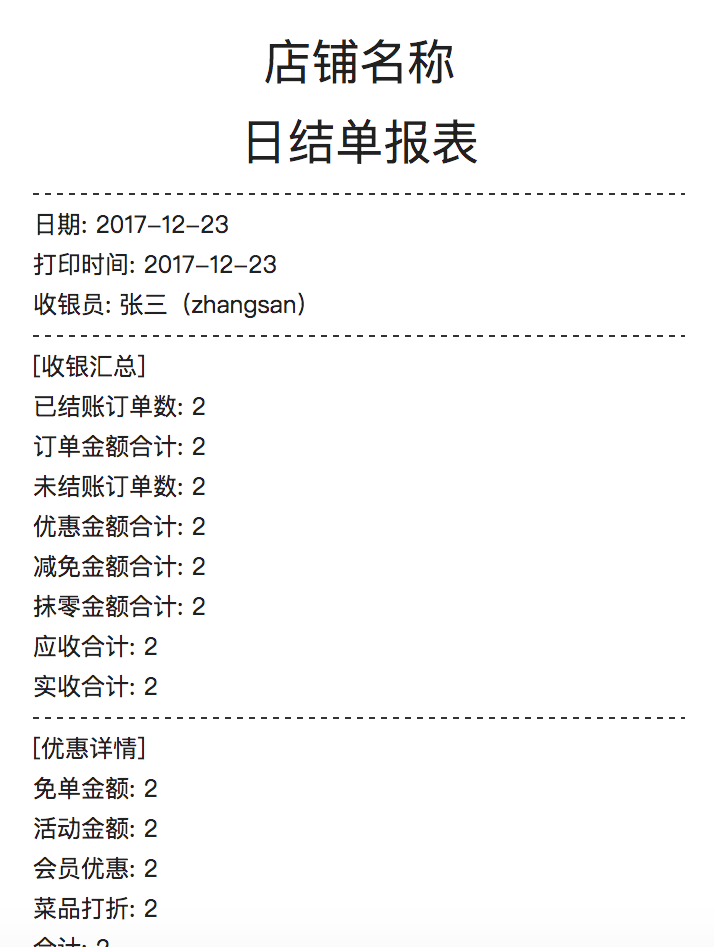 店铺名称
日结单报表
日期: 2017-12-23
打印时间: 2017-12-23
收银员: 张三（zhangsan）
[收银汇总]
已结账订单数: 2
订单金额合计: 2
未结账订单数: 2
优惠金额合计: 2
减免金额合计: 2
抹零金额合计: 2
应收合计: 2
实收合计: 2
[优惠详情]
免单金额: 2
活动金额: 2
会员优惠: 2
菜品打折: 2
合计: 2